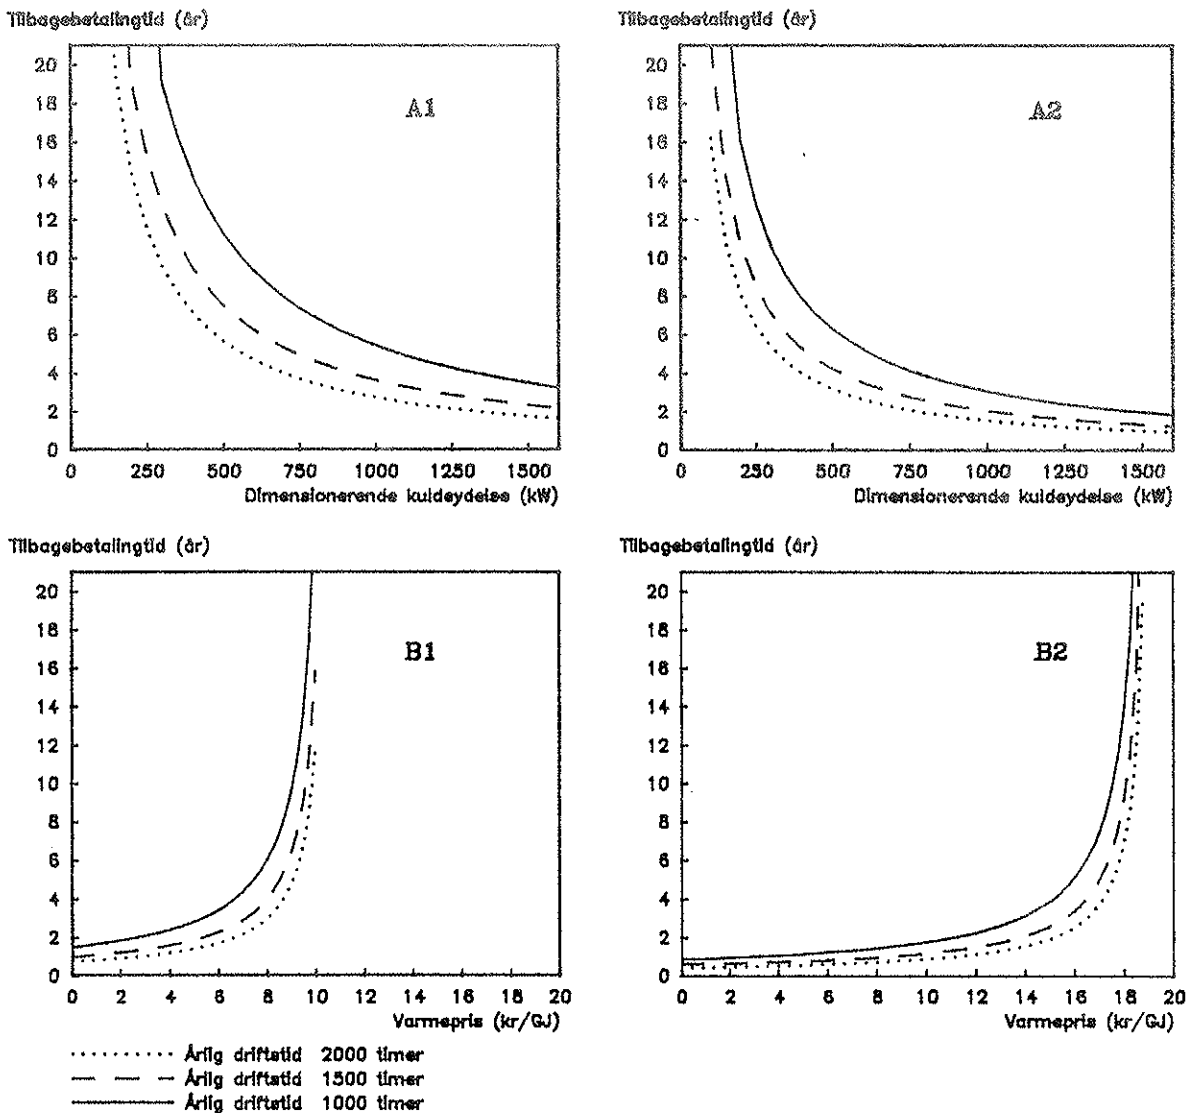 Tilbagebetalingtid (år)
20
18
16
14
12
10
8
6
4
2
0
A1
0 250 500 750 1000 1250 1500
Dimensionerende kuldeydelse (kW)
Tilbagebetalingtid (år)
20
18
16
14
12
10
8
6
4
2
0
A2
0 250 500 750 1000 1250 1500
Dimensionerende kuldeydelse (kW)
Tilbagebetalingtid (år)
20
18
16
14
12
10
8
6
4
2
0
B1
0 2 4 6 8 10 12 14 16 18 20
Varmepris (kr/GJ)
Tilbagebetalingtid (år)
20
18
16
14
12
10
8
6
4
2
0
B2
0 2 4 6 8 10 12 14 16 18 20
Varmepris (kr/GJ)
Årlig driftstid 2000 timer
Årlig driftstid 1500 timer
Årlig driftstid 1000 timer